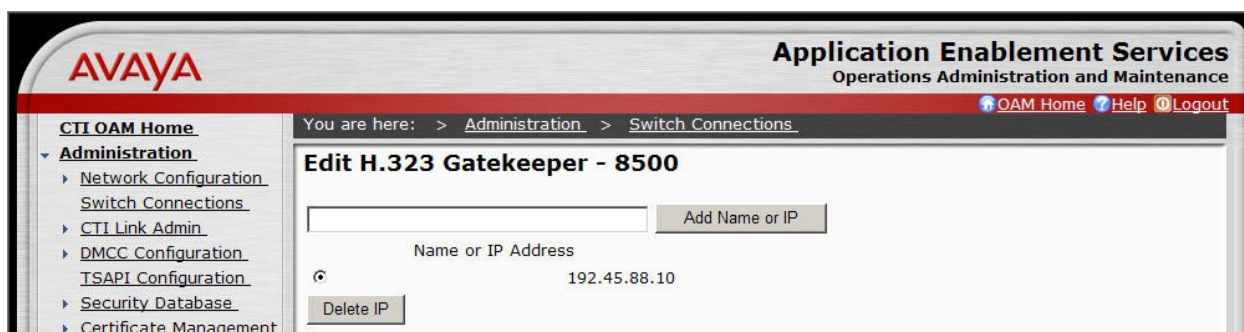 AVAYA
Application Enablement Services
Operations Administration and Maintenance
OAM Home Help Logout
CTI OAM Home
You are here: > Administration > Switch Connections
Administration
Network Configuration
Switch Connections
CTI Link Admin
DMCC Configuration
TSAPI Configuration
Security Database
Certificate Management
Edit H.323 Gatekeeper - 8500
Add Name or IP
Name or IP Address
192.45.88.10
Delete IP